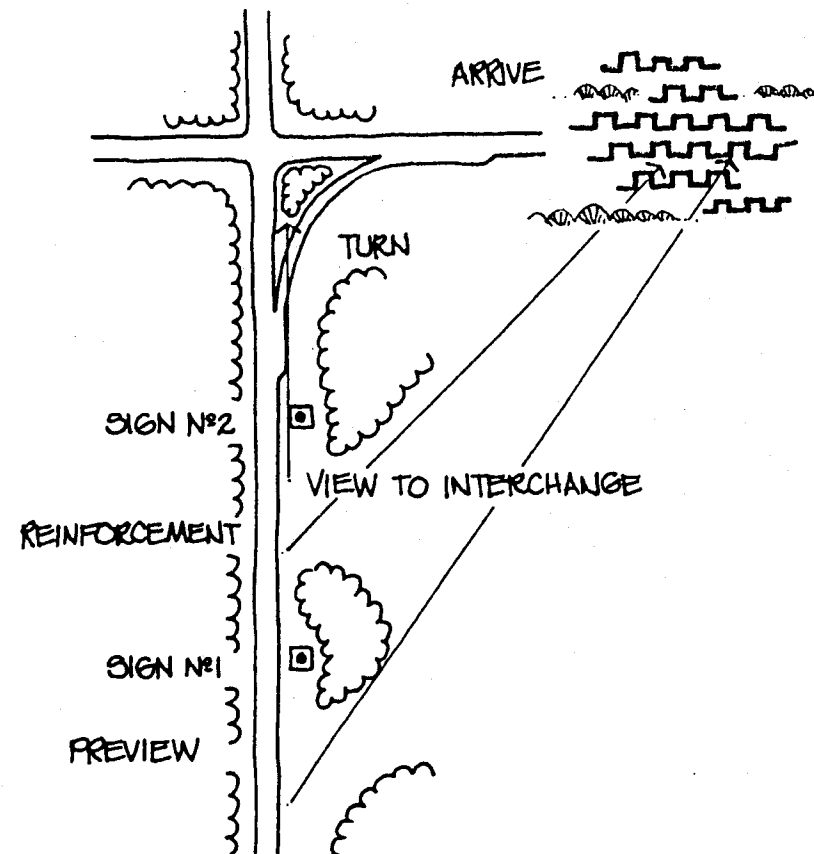 ARRIVE
TURN
SIGN Nº2
VIEW TO INTERCHANGE
REINFORCEMENT
SIGN Nº1
PREVIEW